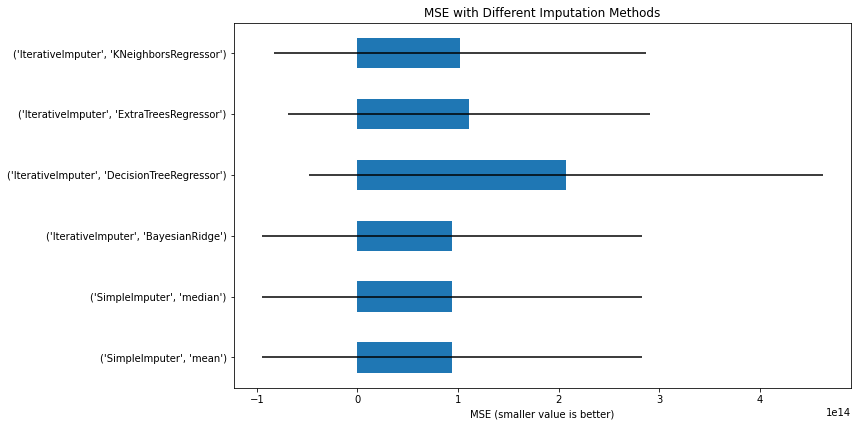 MSE with Different Imputation Methods
('IterativeImputer', 'KNeighborsRegressor')
('IterativeImputer', 'ExtraTreesRegressor')
('IterativeImputer', 'DecisionTreeRegressor')
('IterativeImputer', 'BayesianRidge')
('SimpleImputer', 'median')
('SimpleImputer', 'mean')
−1 0 1 2 3 4
1e14
MSE (smaller value is better)